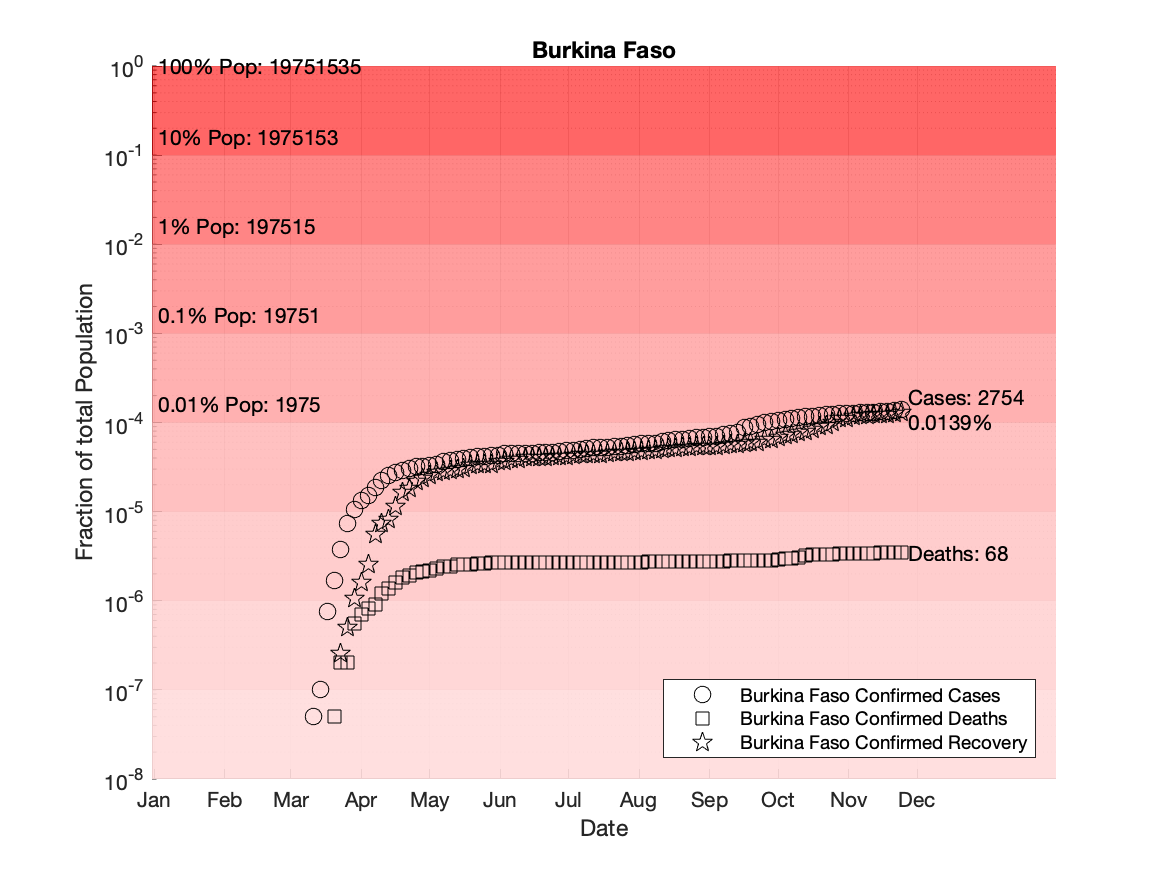 Burkina Faso
10^0
100% Pop: 19751535
10% Pop: 1975153
10^-1
1% Pop: 197515
10^-2
0.1% Pop: 19751
10^-3
0.01% Pop: 1975
10^-4
Cases: 2754
0.0139%
10^-5
Deaths: 68
10^-6
10^-7
10^-8
Fraction of total Population
Burkina Faso Confirmed Cases
Burkina Faso Confirmed Deaths
Burkina Faso Confirmed Recovery
Jan Feb Mar Apr May Jun Jul Aug Sep Oct Nov Dec
Date